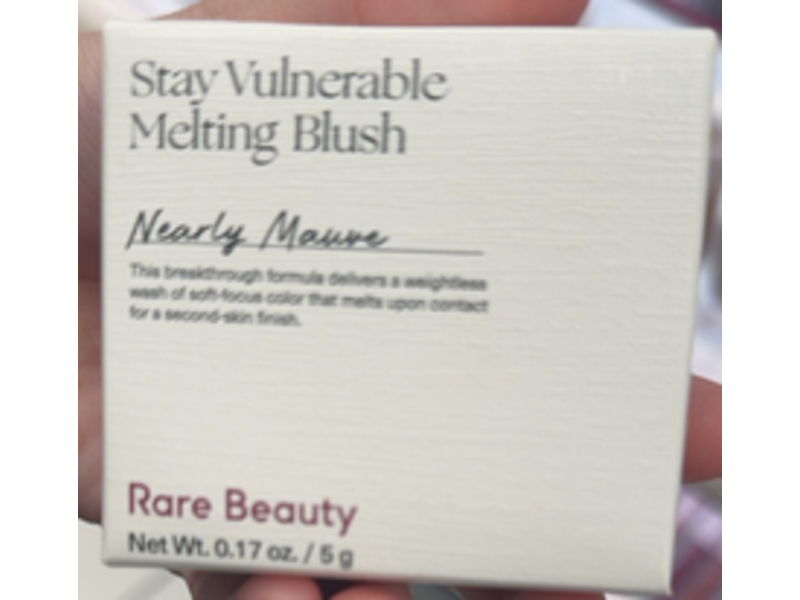 Stay Vulnerable
Melting Blush
Nearly Mauve
This breakthrough formula delivers a weightless
wash of soft-focus color that melts upon contact
for a second-skin finish.
Rare Beauty
Net Wt. 0.17 oz. / 5 g